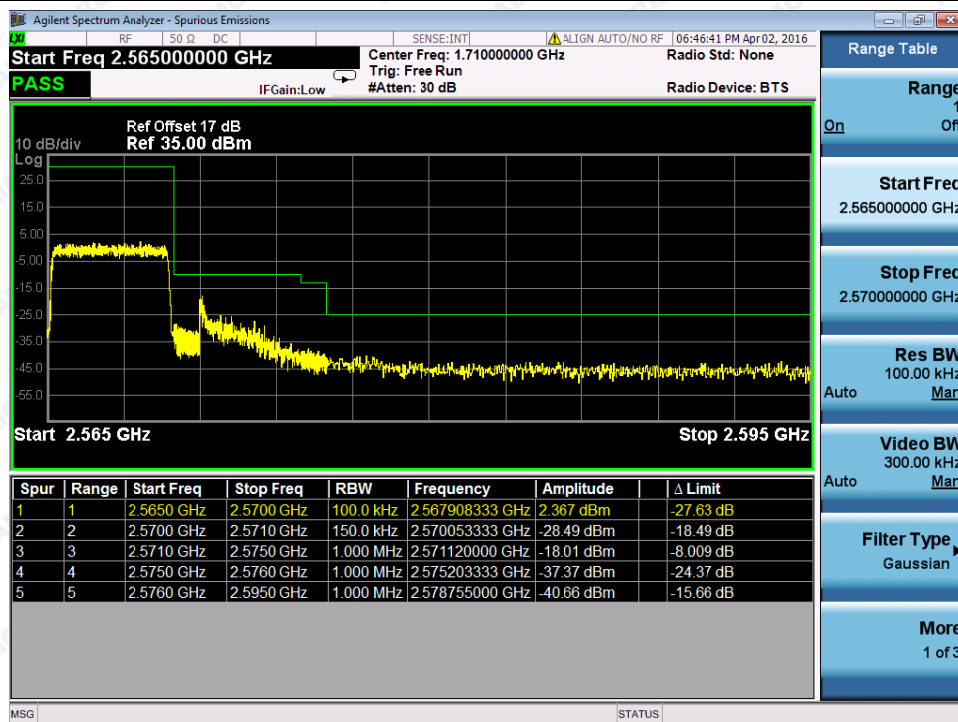 Agilent Spectrum Analyzer - Spurious Emissions
LXI RF 50 Ω DC SENSE:INT ALIGN AUTO/NO RF 06:46:41 PM Apr 02, 2016
Start Freq 2.565000000 GHz
Center Freq: 1.710000000 GHz Radio Std: None
Trig: Free Run
PASS IFGain:Low #Atten: 30 dB Radio Device: BTS
Ref Offset 17 dB
10 dB/div Ref 35.00 dBm
Log
25.0
15.0
5.00
-5.00
-15.0
-25.0
-35.0
-45.0
-55.0
Start 2.565 GHz Stop 2.595 GHz
Spur Range Start Freq Stop Freq RBW Frequency Amplitude Δ Limit
1 1 2.5650 GHz 2.5700 GHz 100.0 kHz 2.567908333 GHz 2.367 dBm -27.63 dB
2 2 2.5700 GHz 2.5710 GHz 150.0 kHz 2.570053333 GHz -28.49 dBm -18.49 dB
3 3 2.5710 GHz 2.5750 GHz 1.000 MHz 2.571120000 GHz -18.01 dBm -8.009 dB
4 4 2.5750 GHz 2.5760 GHz 1.000 MHz 2.575203333 GHz -37.37 dBm -24.37 dB
5 5 2.5760 GHz 2.5950 GHz 1.000 MHz 2.578755000 GHz -40.66 dBm -15.66 dB
MSG STATUS
Range Table
Range
1
On Off
Start Freq
2.565000000 GHz
Stop Freq
2.570000000 GHz
Res BW
100.00 kHz
Auto Man
Video BW
300.00 kHz
Auto Man
Filter Type
Gaussian
More
1 of 3